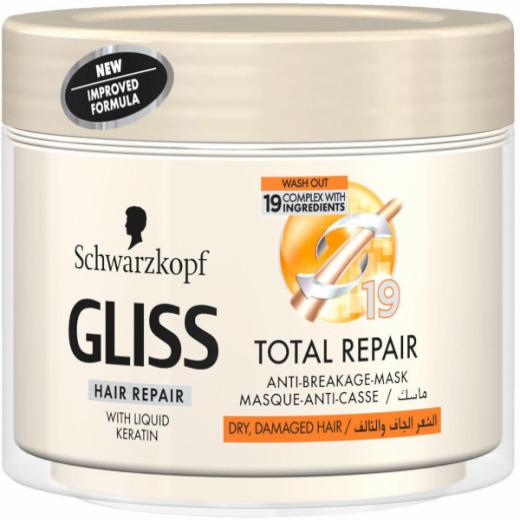 NEW
IMPROVED
FORMULA
Schwarzkopf
GLISS
HAIR REPAIR
WITH LIQUID
KERATIN
WASH OUT
19 COMPLEX WITH
INGREDIENTS
19
TOTAL REPAIR
ANTI-BREAKAGE-MASK
MASQUE-ANTI-CASSE / ماسك
DRY, DAMAGED HAIR / الشعر الجاف والتالف